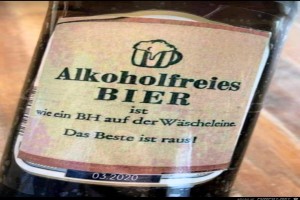 Alkoholfreies
BIER
ist
wie ein BH auf der Wäscheleine.
Das Beste ist raus!
03.2020